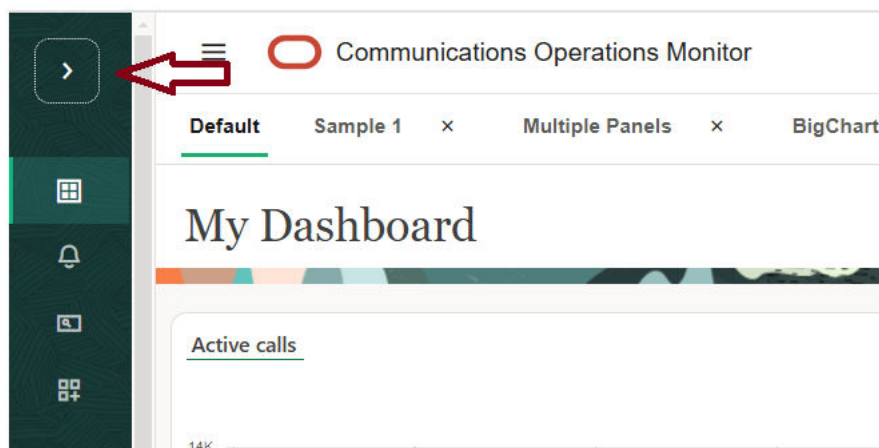 Communications Operations Monitor
Default Sample 1 × Multiple Panels × BigChart
My Dashboard
Active calls
14K